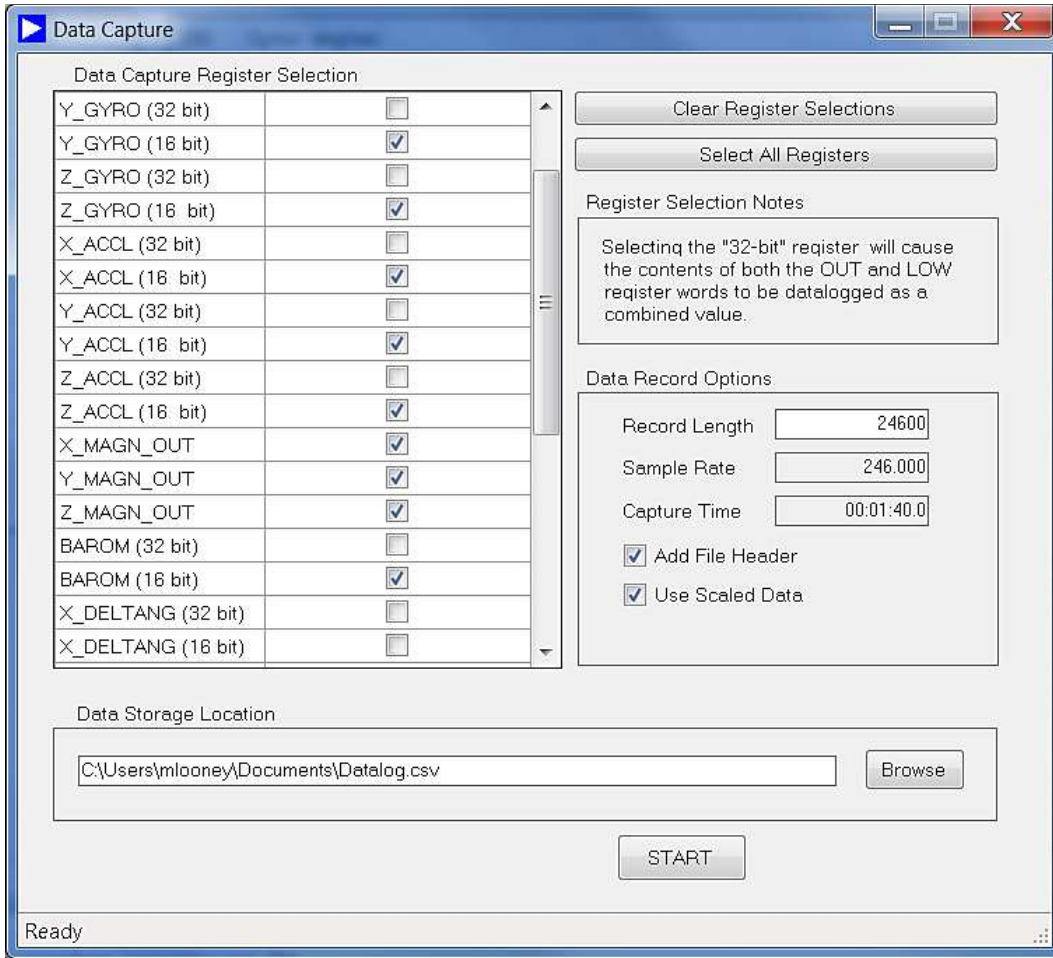 Data Capture
Data Capture Register Selection
Y_GYRO (32 bit)
Y_GYRO (16 bit)
Z_GYRO (32 bit)
Z_GYRO (16  bit)
X_ACCL (32 bit)
X_ACCL (16  bit)
Y_ACCL (32 bit)
Y_ACCL (16  bit)
Z_ACCL (32 bit)
Z_ACCL (16  bit)
X_MAGN_OUT
Y_MAGN_OUT
Z_MAGN_OUT
BAROM (32 bit)
BAROM (16 bit)
X_DELTANG (32 bit)
X_DELTANG (16 bit)
Clear Register Selections
Select All Registers
Register Selection Notes
Selecting the "32-bit" register  will cause
the contents of both the OUT and LOW
register words to be datalogged as a
combined value.
Data Record Options
Record Length 24600
Sample Rate 246.000
Capture Time 00:01:40.0
Add File Header
Use Scaled Data
Data Storage Location
C:\Users\mlooney\Documents\Datalog.csv
Browse
START
Ready